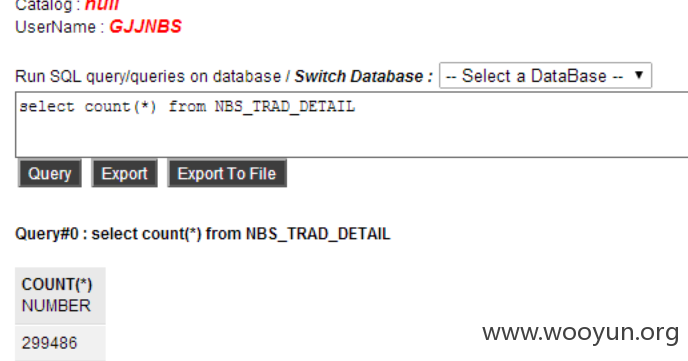 Catalog : null
UserName : GJJNBS
Run SQL query/queries on database / Switch Database : -- Select a DataBase --
select count(*) from NBS_TRAD_DETAIL
Query Export Export To File
Query#0 : select count(*) from NBS_TRAD_DETAIL
COUNT(*)
NUMBER
299486
www.wooyun.org